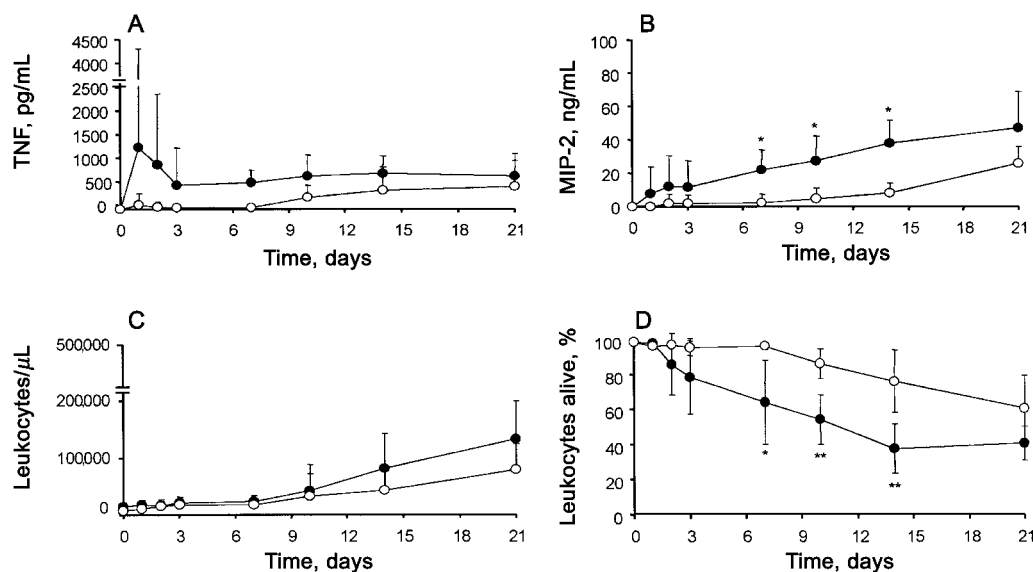 A
TNF, pg/mL
4500
3500
2500
2000
1500
1000
500
0
0 3 6 9 12 15 18 21
Time, days
B
MIP-2, ng/mL
100
80
60
40
20
0
* * *
0 3 6 9 12 15 18 21
Time, days
C
Leukocytes/µL
500,000
200,000
100,000
0
0 3 6 9 12 15 18 21
Time, days
D
Leukocytes alive, %
100
80
60
40
20
0
* ** **
0 3 6 9 12 15 18 21
Time, days